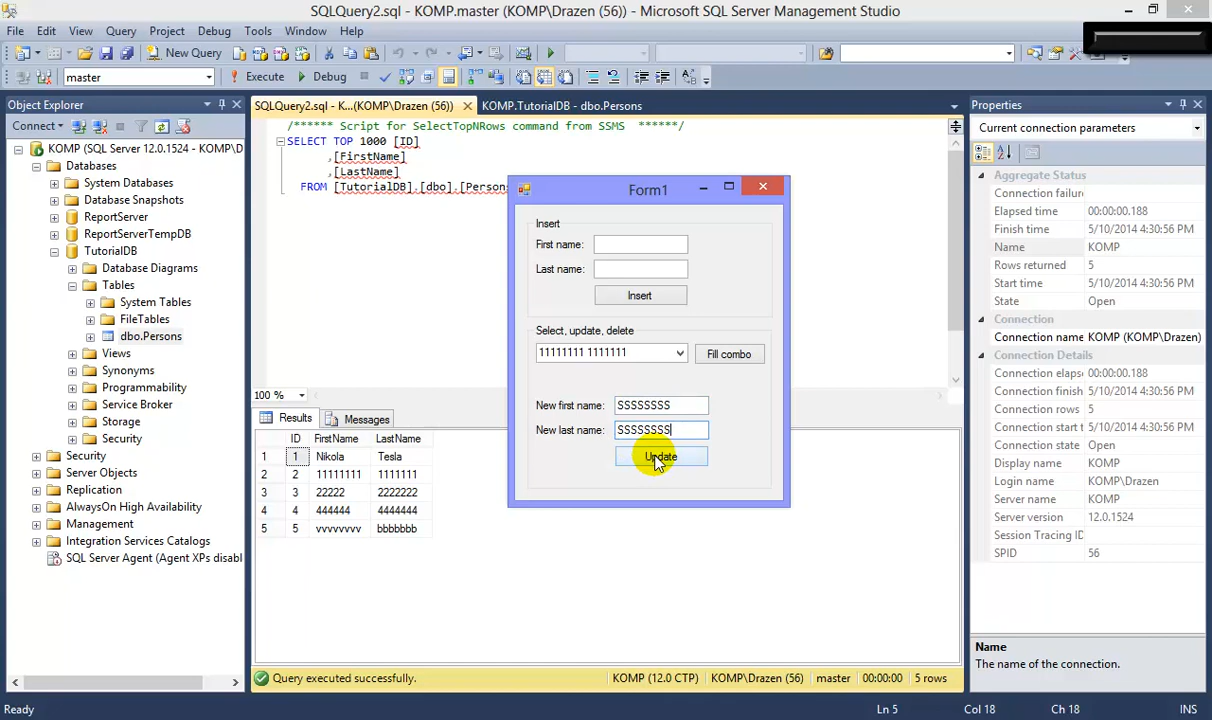 SQLQuery2.sql - KOMP.master (KOMP\Drazen (56)) - Microsoft SQL Server Management Studio
File Edit View Query Project Debug Tools Window Help
New Query
master Execute Debug
Object Explorer
Connect
KOMP (SQL Server 12.0.1524 - KOMP\D
Databases
System Databases
Database Snapshots
ReportServer
ReportServerTempDB
TutorialDB
Database Diagrams
Tables
System Tables
FileTables
dbo.Persons
Views
Synonyms
Programmability
Service Broker
Storage
Security
Security
Server Objects
Replication
AlwaysOn High Availability
Management
Integration Services Catalogs
SQL Server Agent (Agent XPs disabl
SQLQuery2.sql - K...(KOMP\Drazen (56)) KOMP.TutorialDB - dbo.Persons
/****** Script for SelectTopNRows command from SSMS ******/
SELECT TOP 1000 [ID]
,[FirstName]
,[LastName]
FROM [TutorialDB].[dbo].[Persons
100 %
Results Messages
ID FirstName LastName
1 1 Nikola Tesla
2 2 11111111 1111111
3 3 22222 2222222
4 4 444444 4444444
5 5 vvvvvvvv bbbbbbb
Query executed successfully. KOMP (12.0 CTP) KOMP\Drazen (56) master 00:00:00 5 rows
Form1
Insert
First name:
Last name:
Insert
Select, update, delete
11111111 1111111 Fill combo
New first name: SSSSSSSS
New last name: SSSSSSSS
Update
Properties
Current connection parameters
Aggregate Status
Connection failure
Elapsed time 00:00:00.188
Finish time 5/10/2014 4:30:56 PM
Name KOMP
Rows returned 5
Start time 5/10/2014 4:30:56 PM
State Open
Connection
Connection name KOMP (KOMP\Drazen)
Connection Details
Connection elaps 00:00:00.188
Connection finish 5/10/2014 4:30:56 PM
Connection rows 5
Connection start t 5/10/2014 4:30:56 PM
Connection state Open
Display name KOMP
Login name KOMP\Drazen
Server name KOMP
Server version 12.0.1524
Session Tracing ID
SPID 56
Name
The name of the connection.
Ready Ln 5 Col 18 Ch 18 INS